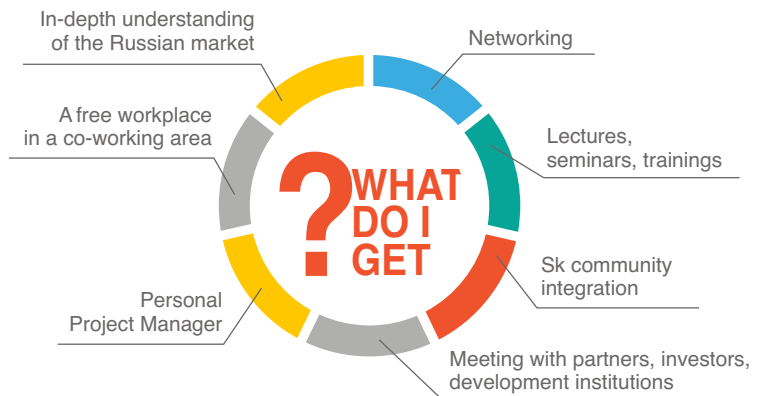 In-depth understanding
of the Russian market
Networking
A free workplace
in a co-working area
Lectures,
seminars, trainings
?
WHAT
DO I
GET
Sk community
integration
Personal
Project Manager
Meeting with partners, investors,
development institutions